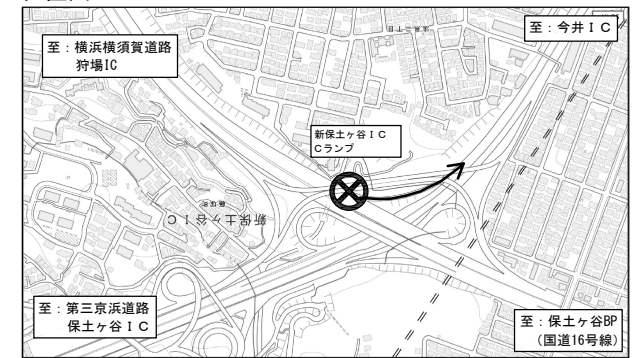 至：今井ＩＣ
至：横浜横須賀道路
狩場IC
新保土ヶ谷ＩＣ
Cランプ
藤塚町
新保土ヶ谷ＩＣ
至：第三京浜道路
保土ヶ谷ＩＣ
至：保土ヶ谷BP
（国道16号線）